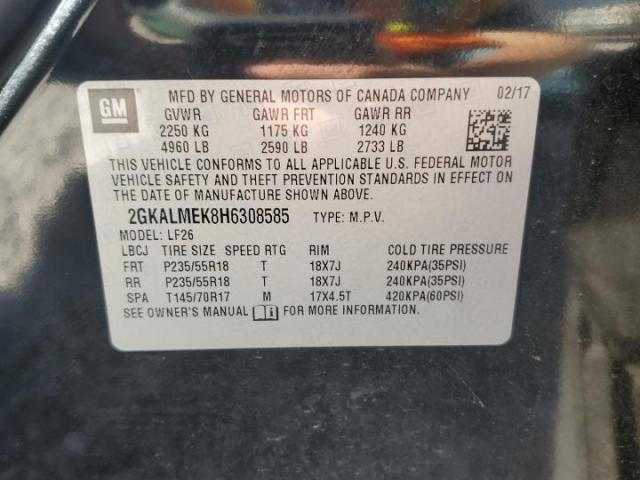 GM
MFD BY GENERAL MOTORS OF CANADA COMPANY 02/17
GVWR GAWR FRT GAWR RR
2250 KG 1175 KG 1240 KG
4960 LB 2590 LB 2733 LB
THIS VEHICLE CONFORMS TO ALL APPLICABLE U.S. FEDERAL MOTOR
VEHICLE SAFETY AND THEFT PREVENTION STANDARDS IN EFFECT ON
THE DATE OF MANUFACTURE SHOWN ABOVE.
2GKALMEK8H6308585 TYPE: M.P.V.
MODEL: LF26
LBCJ TIRE SIZE SPEED RTG RIM COLD TIRE PRESSURE
FRT P235/55R18 T 18X7J 240KPA(35PSI)
RR P235/55R18 T 18X7J 240KPA(35PSI)
SPA T145/70R17 M 17X4.5T 420KPA(60PSI)
SEE OWNER'S MANUAL i FOR MORE INFORMATION.